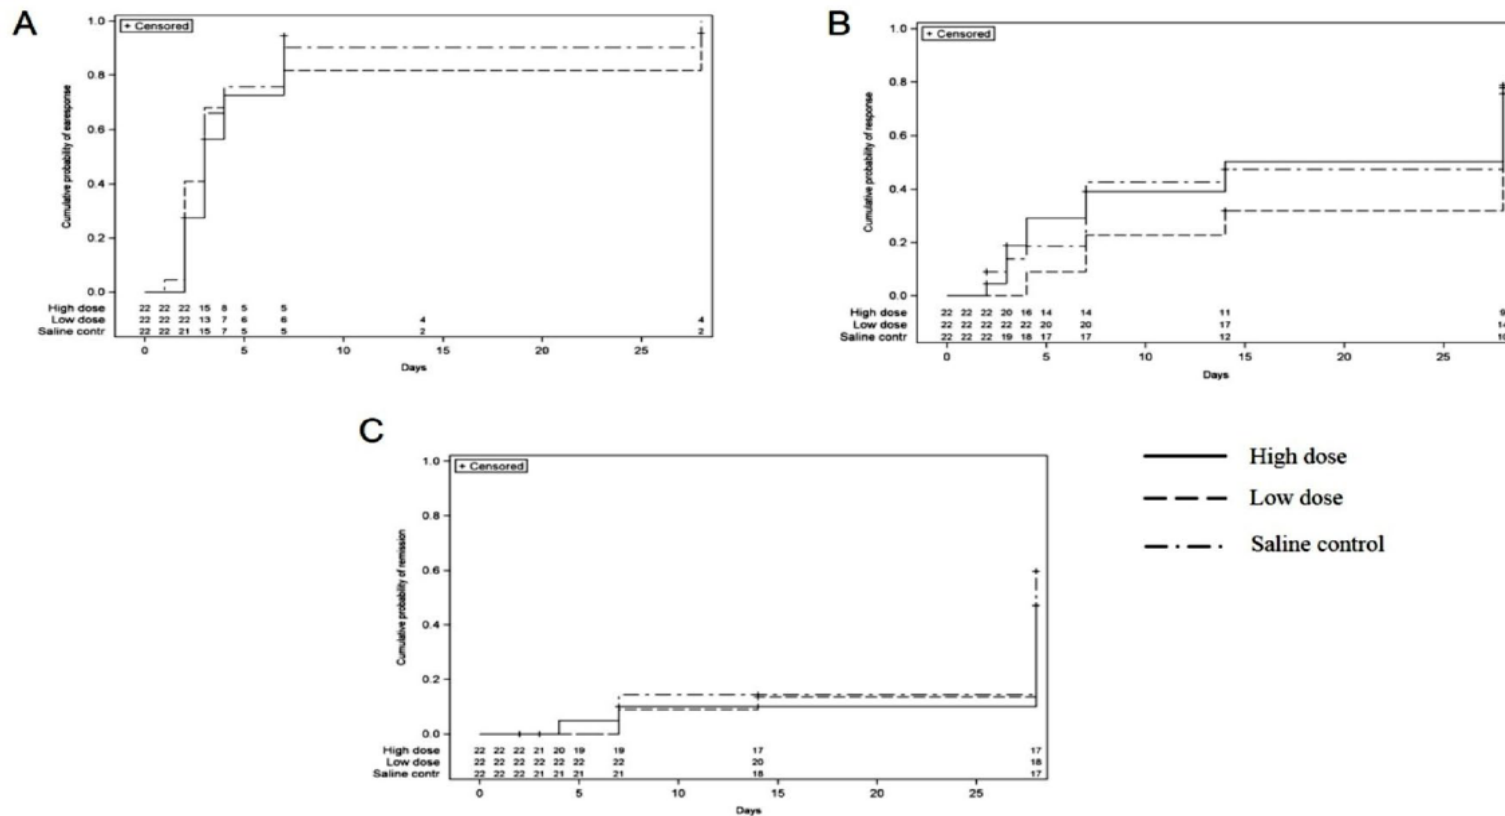 A
+ Censored
1.0
0.8
0.6
0.4
0.2
0.0
Cumulative probability of earesponse
High dose 22 22 22 15 8 5 5
Low dose 22 22 22 13 7 6 6 4 4
Saline contr 22 22 21 15 7 5 5 2 2
0 5 10 15 20 25
Days
B
+ Censored
1.0
0.8
0.6
0.4
0.2
0.0
Cumulative probability of response
High dose 22 22 22 20 16 14 14 11 9
Low dose 22 22 22 22 22 20 20 17 14
Saline contr 22 22 22 19 18 17 17 12 10
0 5 10 15 20 25
Days
C
+ Censored
1.0
0.8
0.6
0.4
0.2
0.0
Cumulative probability of remission
High dose 22 22 22 21 20 19 19 17 17
Low dose 22 22 22 22 22 22 22 20 18
Saline contr 22 22 22 21 21 21 21 18 17
0 5 10 15 20 25
Days
High dose
Low dose
Saline control